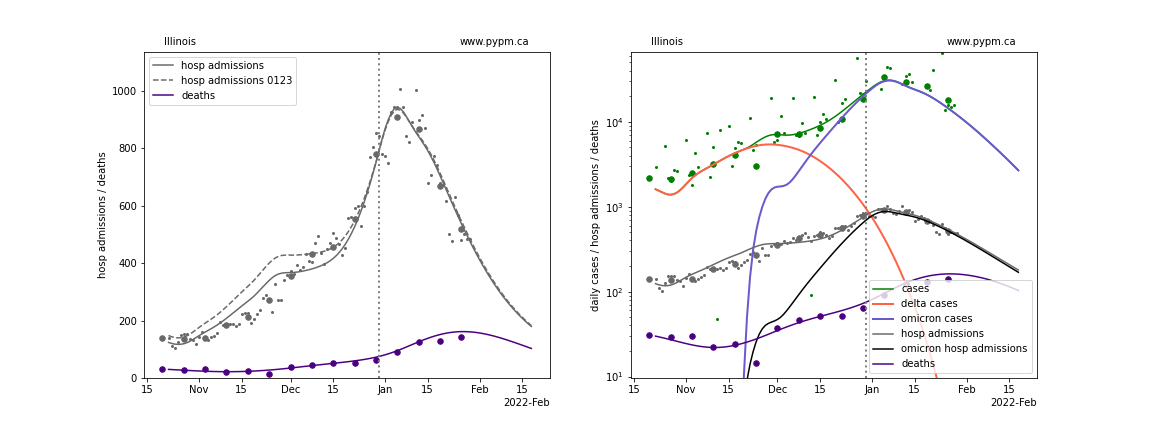 Illinois
www.pypm.ca
hosp admissions
hosp admissions 0123
deaths
hosp admissions / deaths
1000
800
600
400
200
0
15
Nov
15
Dec
15
Jan
15
Feb
15
2022-Feb
Illinois
www.pypm.ca
daily cases / hosp admissions / deaths
10⁴
10³
10²
10¹
cases
delta cases
omicron cases
hosp admissions
omicron hosp admissions
deaths
15
Nov
15
Dec
15
Jan
15
Feb
15
2022-Feb